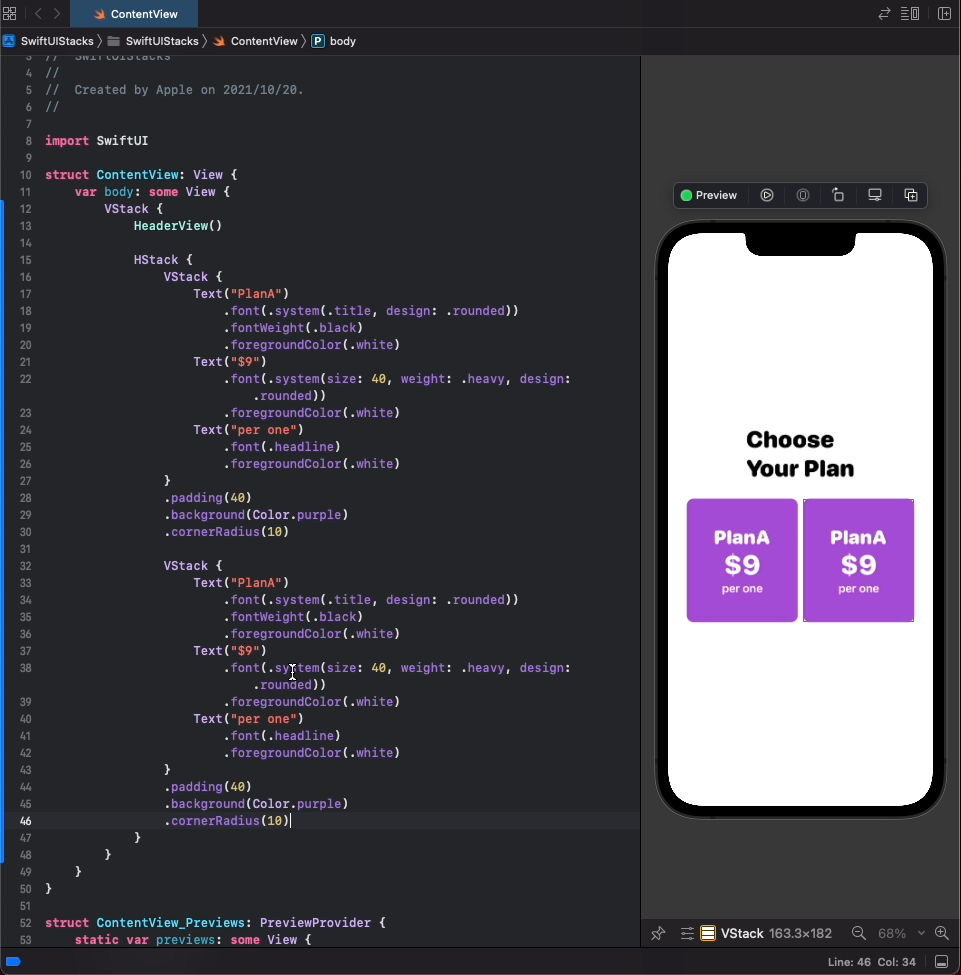 ContentView
SwiftUIStacks
SwiftUIStacks
ContentView
P
body
3 // SwiftUIStacks
4 //
5 // Created by Apple on 2021/10/20.
6 //
7
8 import SwiftUI
9
10 struct ContentView: View {
11 var body: some View {
12 VStack {
13 HeaderView()
14
15 HStack {
16 VStack {
17 Text("PlanA")
18 .font(.system(.title, design: .rounded))
19 .fontWeight(.black)
20 .foregroundColor(.white)
21 Text("$9")
22 .font(.system(size: 40, weight: .heavy, design:
.rounded))
23 .foregroundColor(.white)
24 Text("per one")
25 .font(.headline)
26 .foregroundColor(.white)
27 }
28 .padding(40)
29 .background(Color.purple)
30 .cornerRadius(10)
31
32 VStack {
33 Text("PlanA")
34 .font(.system(.title, design: .rounded))
35 .fontWeight(.black)
36 .foregroundColor(.white)
37 Text("$9")
38 .font(.system(size: 40, weight: .heavy, design:
.rounded))
39 .foregroundColor(.white)
40 Text("per one")
41 .font(.headline)
42 .foregroundColor(.white)
43 }
44 .padding(40)
45 .background(Color.purple)
46 .cornerRadius(10)
47 }
48 }
49 }
50 }
51
52 struct ContentView_Previews: PreviewProvider {
53 static var previews: some View {
Preview
Choose
Your Plan
PlanA
$9
per one
PlanA
$9
per one
VStack 163.3×182
68%
Line: 46 Col: 34